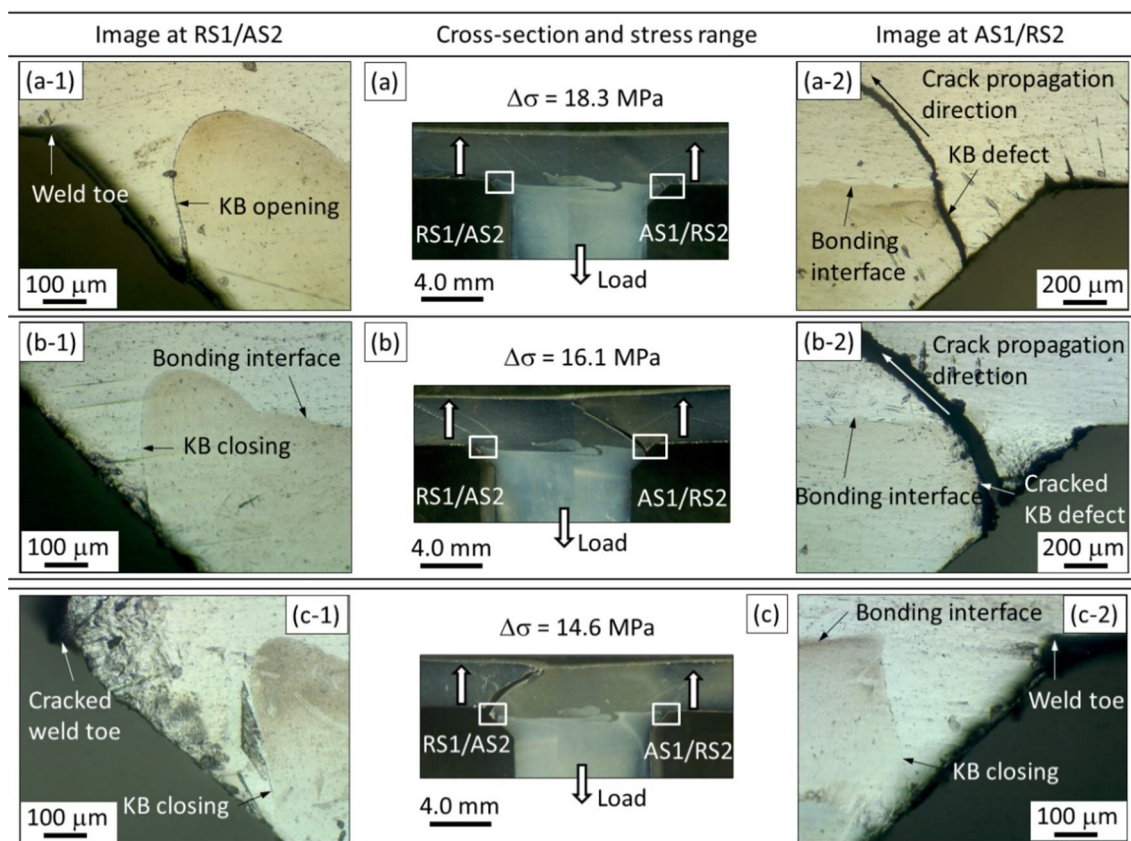 Image at RS1/AS2
Cross-section and stress range
Image at AS1/RS2
(a-1)
Weld toe
KB opening
100 μm
(a)
Δσ = 18.3 MPa
RS1/AS2
AS1/RS2
Load
4.0 mm
(a-2)
Crack propagation
direction
KB defect
Bonding
interface
200 μm
(b-1)
Bonding interface
KB closing
100 μm
(b)
Δσ = 16.1 MPa
RS1/AS2
AS1/RS2
Load
4.0 mm
(b-2)
Crack propagation
direction
Bonding interface
Cracked
KB defect
200 μm
(c-1)
Cracked
weld toe
KB closing
100 μm
Δσ = 14.6 MPa
(c)
RS1/AS2
AS1/RS2
Load
4.0 mm
Bonding interface
(c-2)
Weld toe
KB closing
100 μm